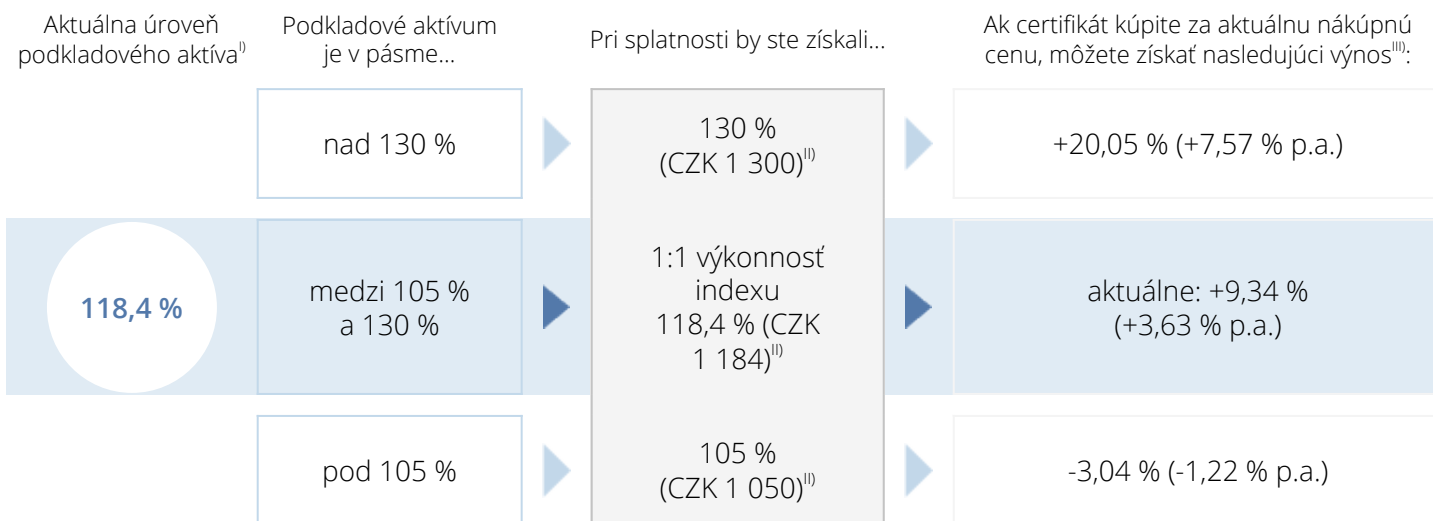 Aktuálna úroveň
podkladového aktíva I)
Podkladové aktívum
je v pásme...
Pri splatnosti by ste získali...
Ak certifikát kúpite za aktuálnu nákúpnú
cenu, môžete získať nasledujúci výnos III):
nad 130 %
130 %
(CZK 1 300) II)
+20,05 % (+7,57 % p.a.)
118,4 %
medzi 105 %
a 130 %
1:1 výkonnosť
indexu
118,4 % (CZK
1 184) II)
aktuálne: +9,34 %
(+3,63 % p.a.)
pod 105 %
105 %
(CZK 1 050) II)
-3,04 % (-1,22 % p.a.)